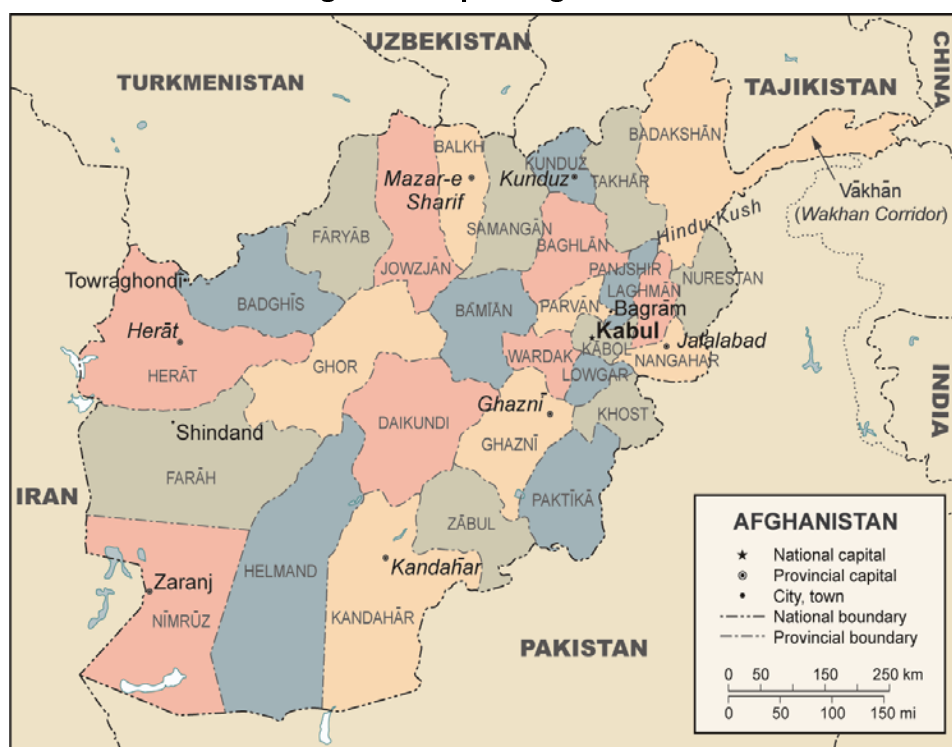 UZBEKISTAN
CHINA
TURKMENISTAN
TAJIKISTAN
BADAKSHĀN
BALKH
KUNDUZ
Mazar-e
Sharif
Kunduz
TAKHĀR
Vākhān
(Wakhan Corridor)
SAMANGĀN
Hindu Kush
FĀRYĀB
BAGHLĀN
JOWZJĀN
PANJSHIR
NURESTAN
Towraghondi
LAGHMĀN
BADGHĪS
BĀMĪĀN
PARVĀN
Bagrām
Herāt
Kabul
Jalalabad
KĀBOL
WARDAK
NANGAHAR
GHOR
HERĀT
LOWGAR
INDIA
Ghaznī
KHOST
Shindand
DAIKUNDI
GHAZNĪ
FARĀH
IRAN
PAKTĪKĀ
ZĀBUL
Kandahār
HELMAND
Zaranj
NĪMRŪZ
KANDAHĀR
PAKISTAN
AFGHANISTAN
National capital
Provincial capital
City, town
National boundary
Provincial boundary
0 50 150 250 km
0 50 100 150 mi